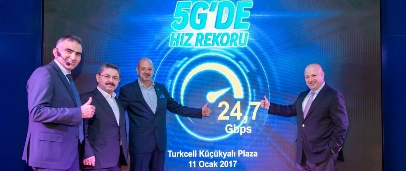 5G'DE
HIZ REKORU
24,7
Gbps
Turkcell Küçükyalı Plaza
11 Ocak 2017